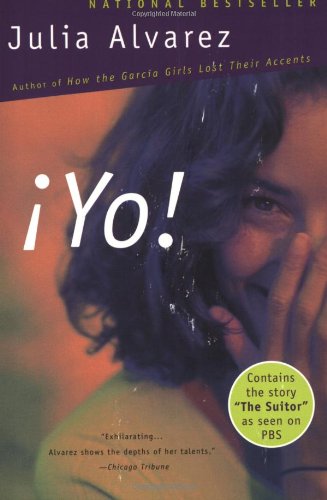 NATIONAL BESTSELLER
Julia Alvarez
Author of How the García Girls Lost Their Accents
¡Yo!
Contains
the story
"The Suitor"
as seen on
PBS
"Exhilarating...
Alvarez shows the depths of her talents."
—Chicago Tribune